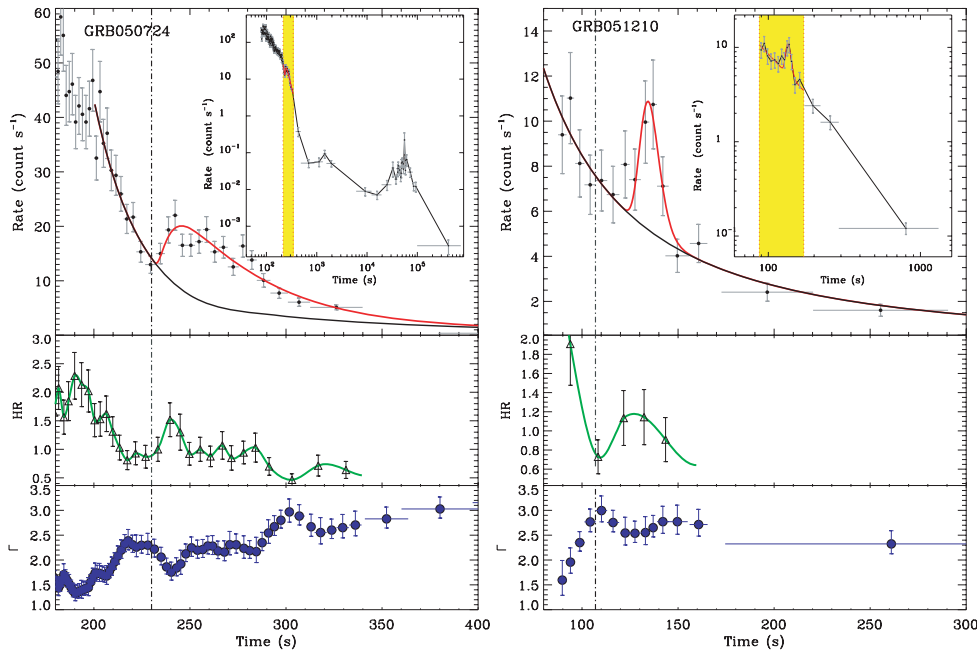 GRB050724
Rate (count s⁻¹)
60
50
40
30
20
10
Rate (count s⁻¹)
10²
10
1
10⁻¹
10⁻²
10⁻³
10² 10³ 10⁴ 10⁵
Time (s)
HR
3.0
2.5
2.0
1.5
1.0
0.5
Γ
3.5
3.0
2.5
2.0
1.5
1.0
200 250 300 350 400
Time (s)
GRB051210
Rate (count s⁻¹)
14
12
10
8
6
4
2
Rate (count s⁻¹)
10
1
10⁻¹
100 1000
Time (s)
HR
2.0
1.8
1.6
1.4
1.2
1.0
0.8
0.6
Γ
3.5
3.0
2.5
2.0
1.5
1.0
100 150 200 250 300
Time (s)